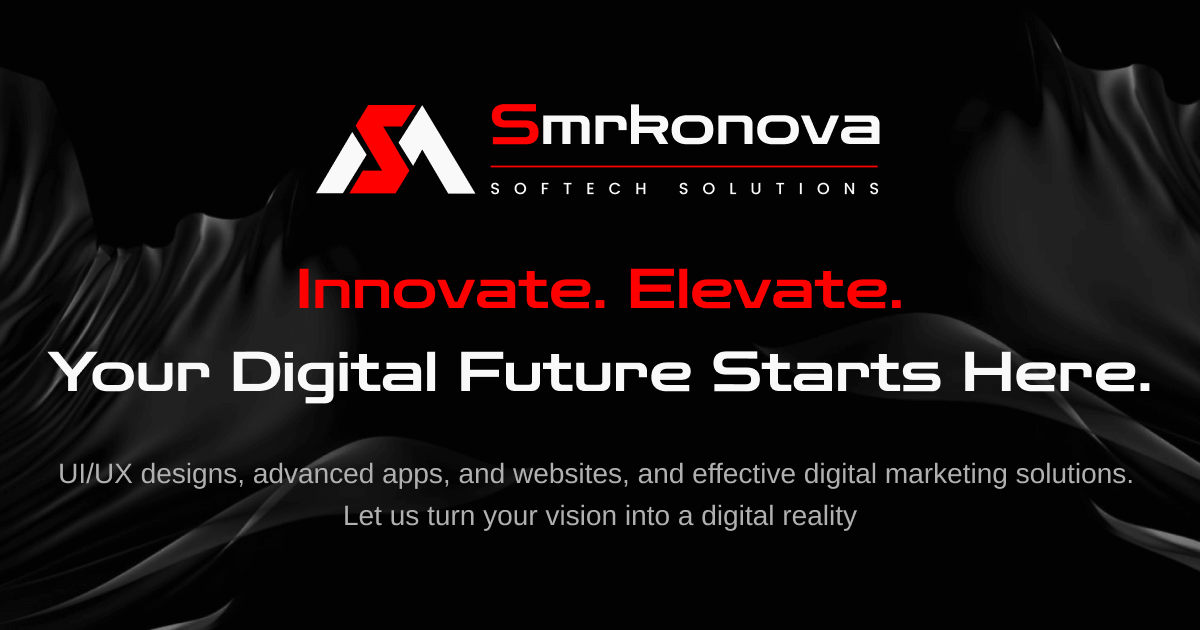 Smrkonova
SOFTECH SOLUTIONS
Innovate. Elevate.
Your Digital Future Starts Here.
UI/UX designs, advanced apps, and websites, and effective digital marketing solutions.
Let us turn your vision into a digital reality